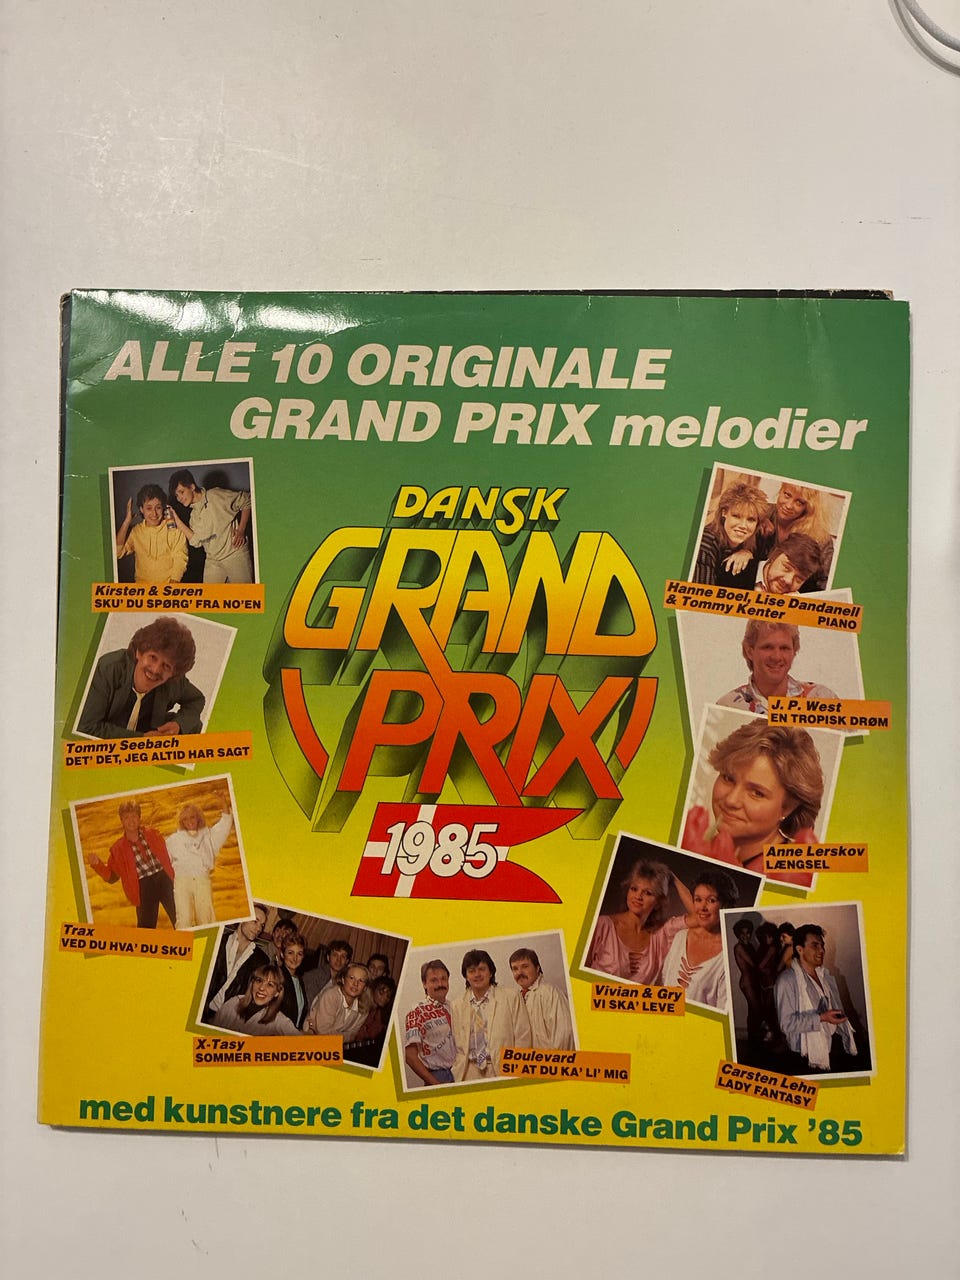 ALLE 10 ORIGINALE
GRAND PRIX melodier
DANSK
GRAND
PRIX
1985
Kirsten & Søren
SKU' DU SPØRG' FRA NO'EN
Tommy Seebach
DET' DET, JEG ALTID HAR SAGT
Trax
VED DU HVA' DU SKU'
X-Tasy
SOMMER RENDEZVOUS
Boulevard
SI' AT DU KA' LI' MIG
Hanne Boel, Lise Dandanell
& Tommy Kenter PIANO
J. P. West
EN TROPISK DRØM
Anne Lerskov
LÆNGSEL
Vivian & Gry
VI SKA' LEVE
Carsten Lehn
LADY FANTASY
med kunstnere fra det danske Grand Prix '85